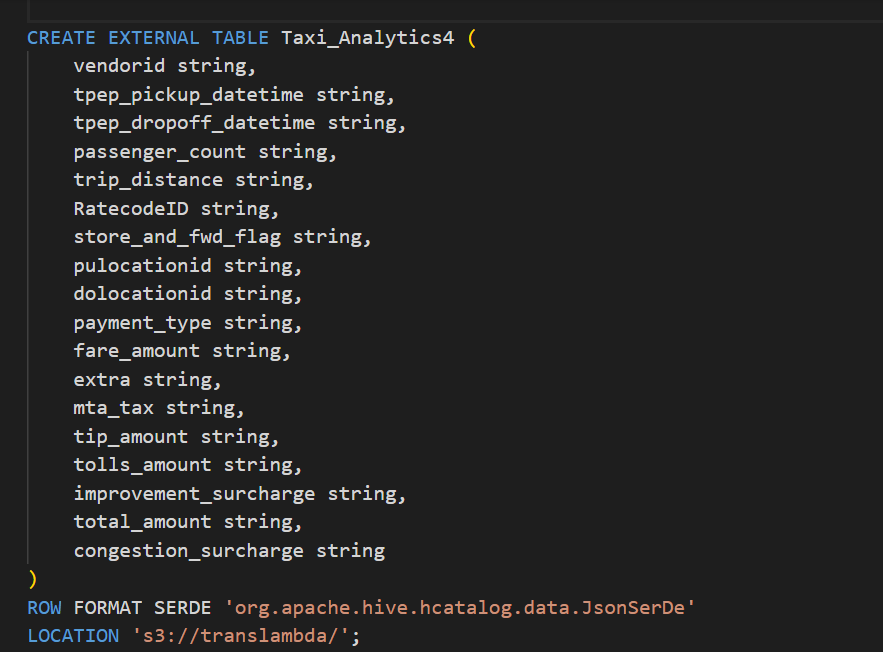 CREATE EXTERNAL TABLE Taxi_Analytics4 (
    vendorid string,
    tpep_pickup_datetime string,
    tpep_dropoff_datetime string,
    passenger_count string,
    trip_distance string,
    RatecodeID string,
    store_and_fwd_flag string,
    pulocationid string,
    dolocationid string,
    payment_type string,
    fare_amount string,
    extra string,
    mta_tax string,
    tip_amount string,
    tolls_amount string,
    improvement_surcharge string,
    total_amount string,
    congestion_surcharge string
)
ROW FORMAT SERDE 'org.apache.hive.hcatalog.data.JsonSerDe'
LOCATION 's3://translambda/';